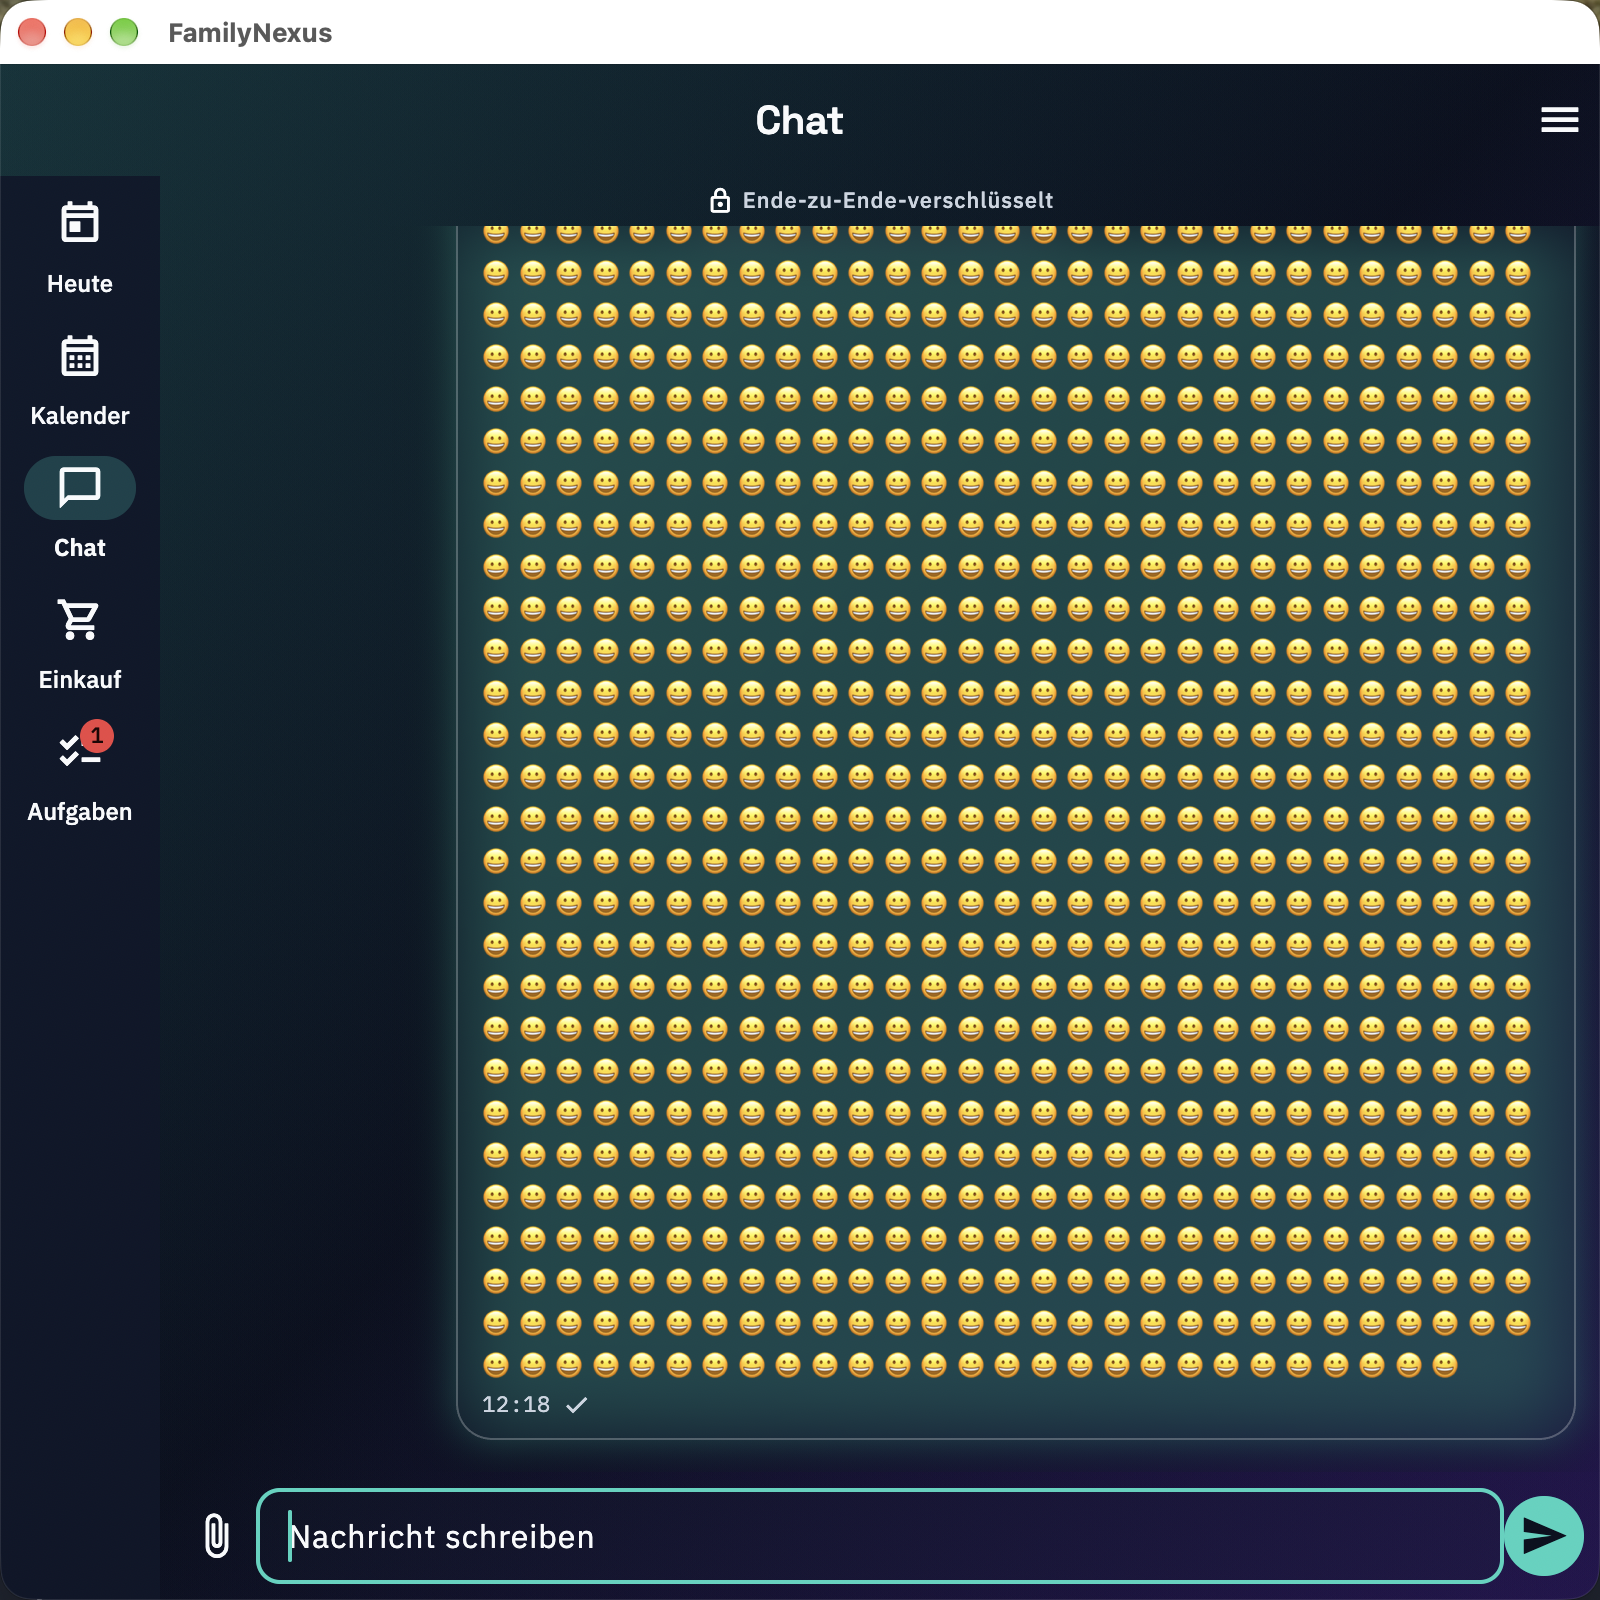 FamilyNexus
Chat
Ende-zu-Ende-verschlüsselt
Heute
Kalender
Chat
Einkauf
1
Aufgaben
12:18
Nachricht schreiben